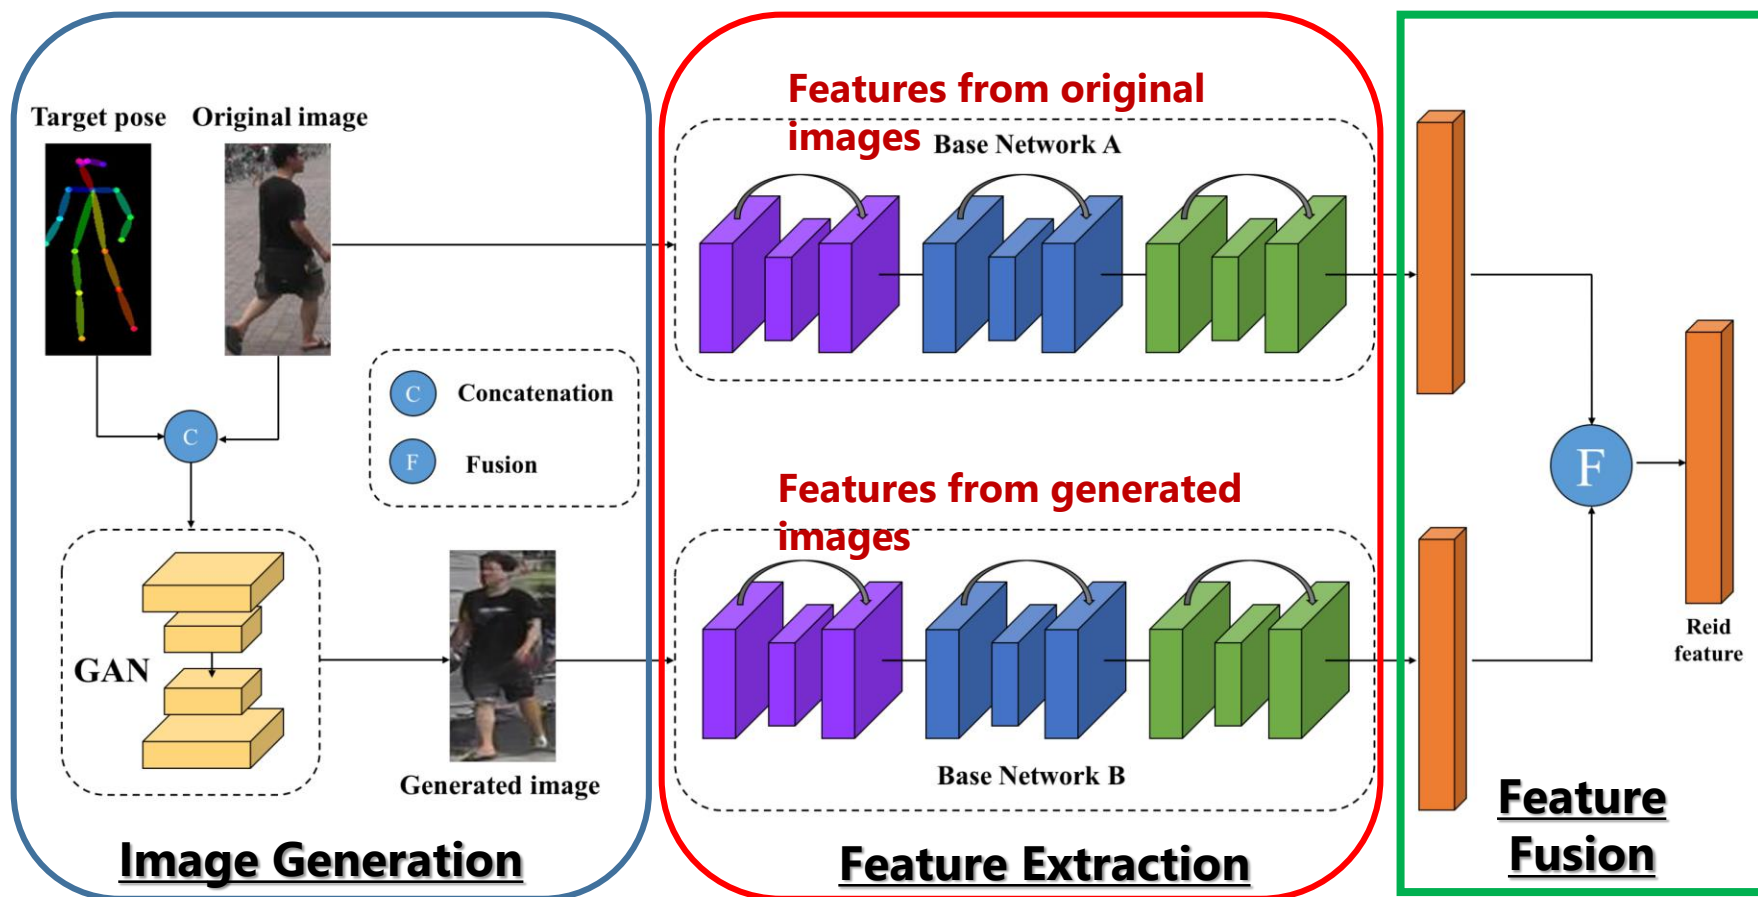 Target pose
Original image
C
Concatenation
F
Fusion
C
GAN
Generated image
Image Generation
Features from original
images
Base Network A
Features from generated
images
Base Network B
Feature Extraction
F
Reid
feature
Feature
Fusion